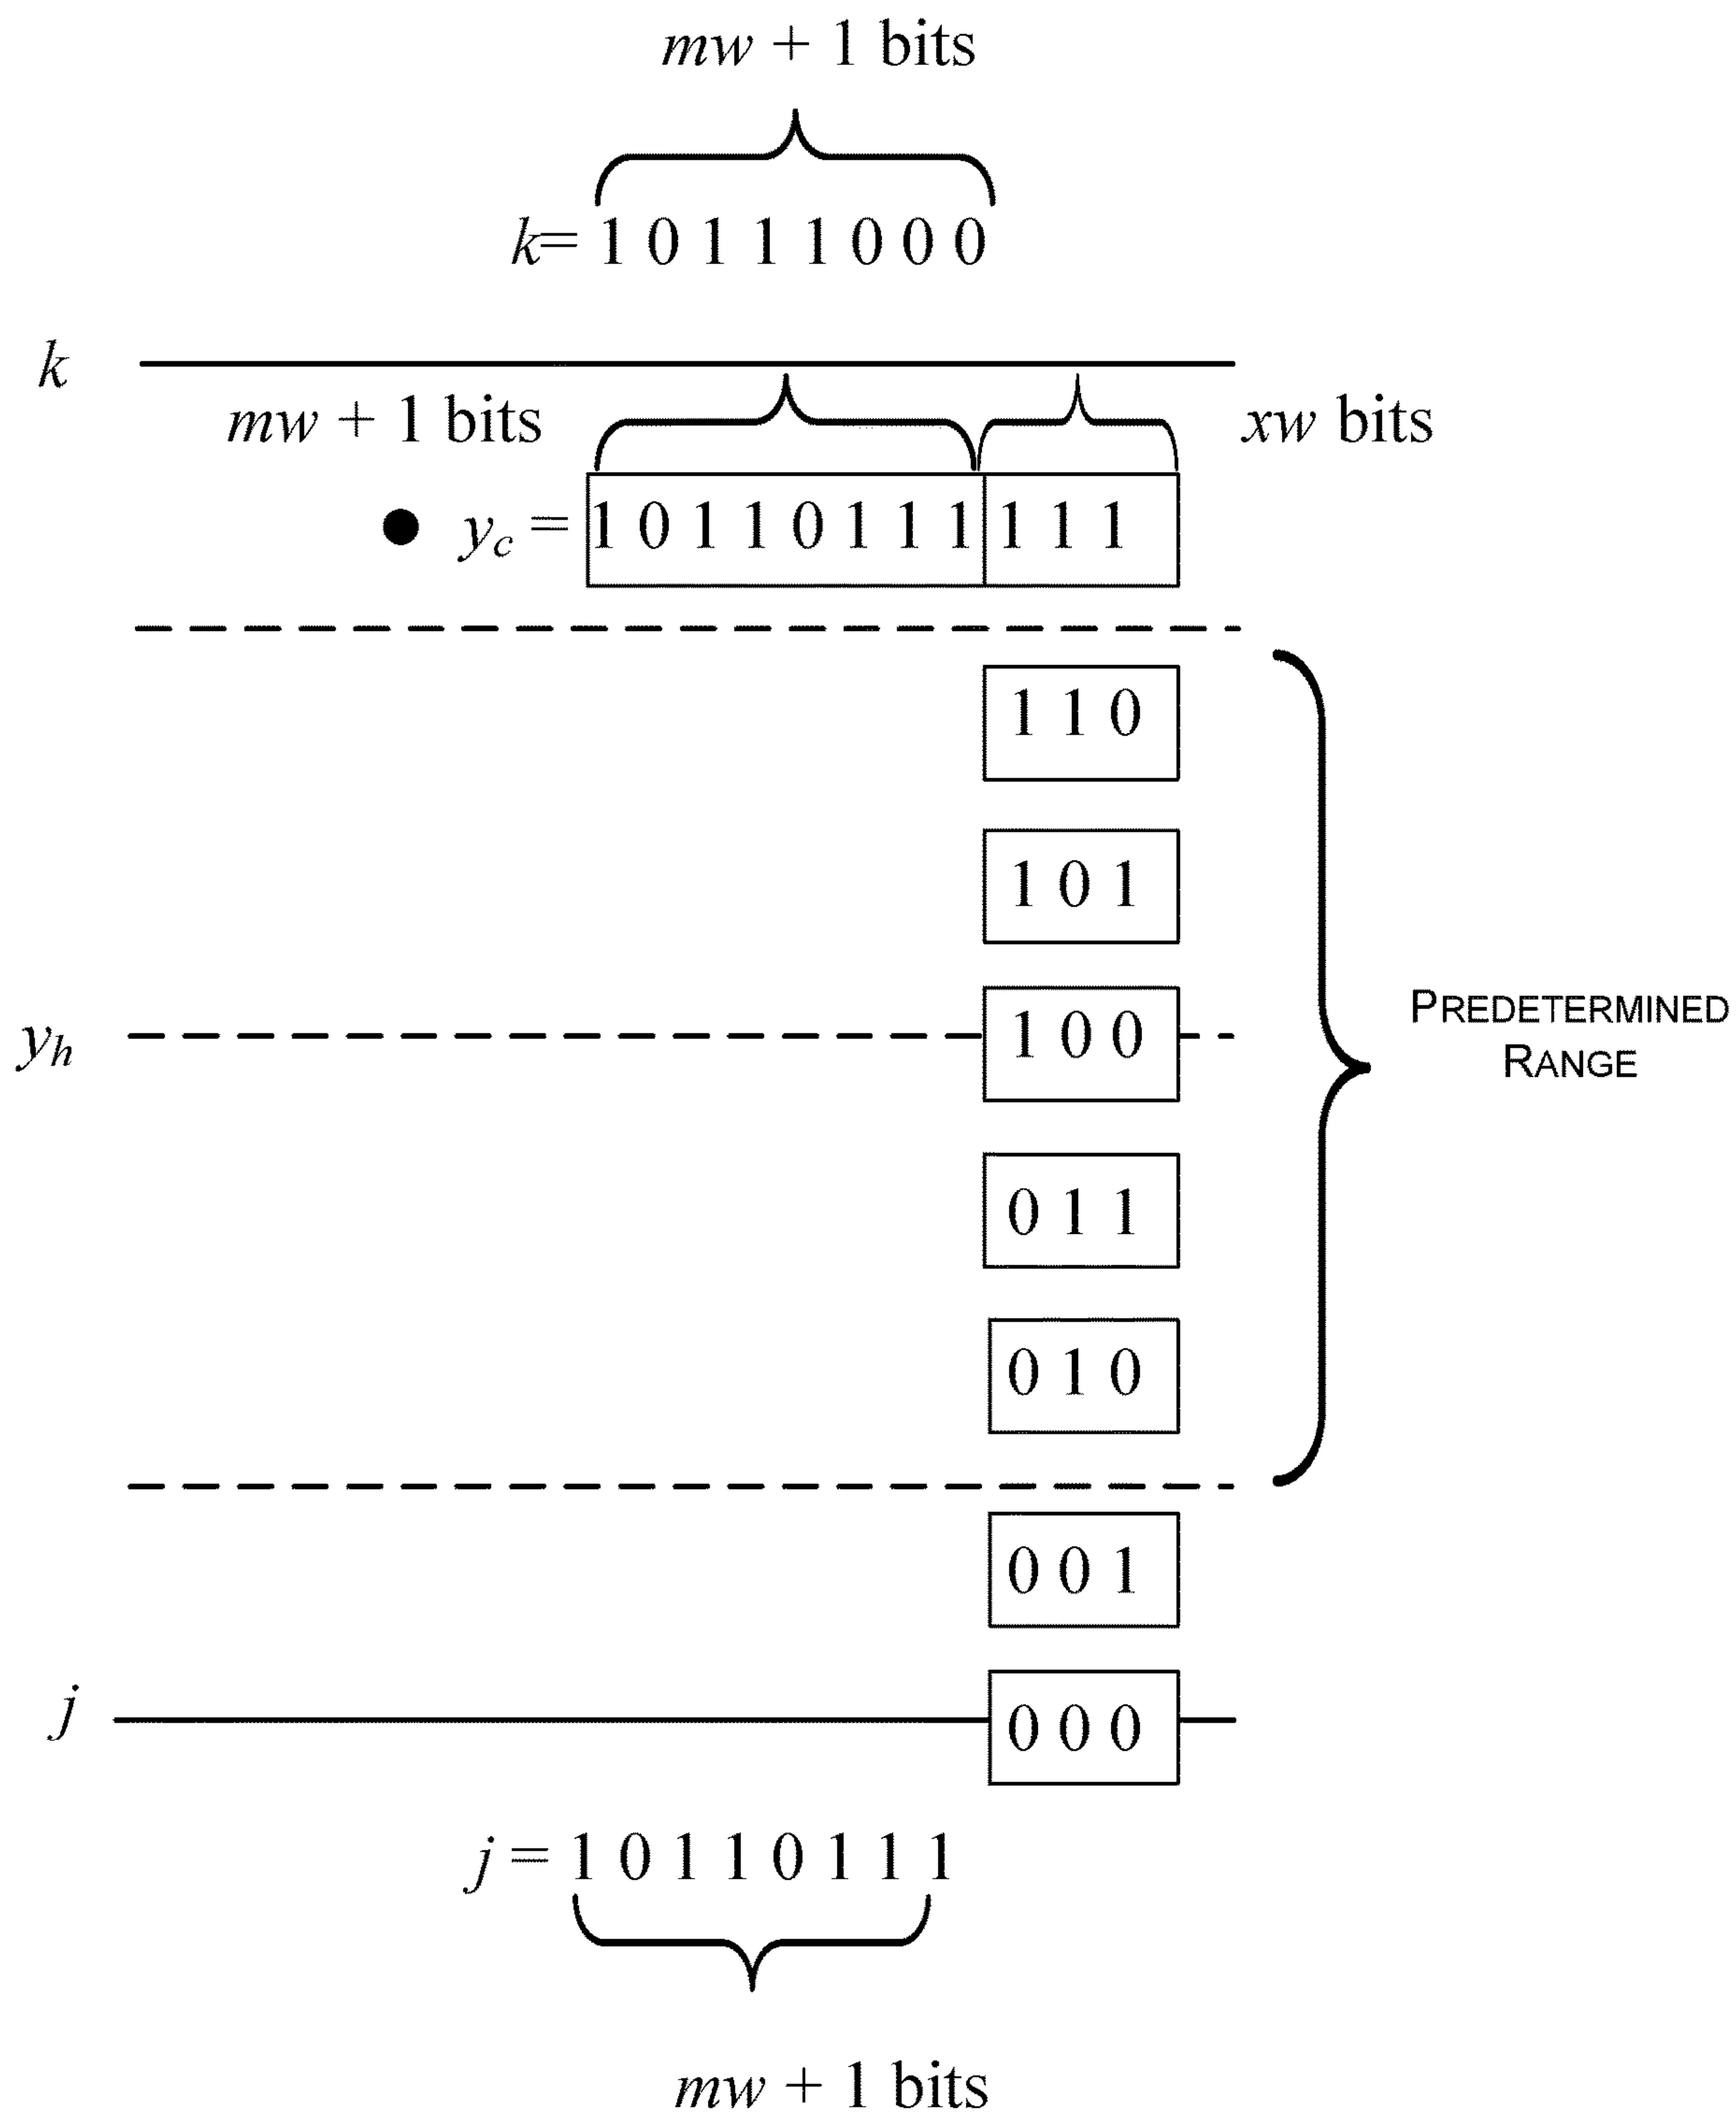 mw + 1 bits
k= 1 0 1 1 1 0 0 0
k
mw + 1 bits
xw bits
● yc = 1 0 1 1 0 1 1 1 1 1 1
1 1 0
1 0 1
yh
1 0 0
PREDETERMINED
RANGE
0 1 1
0 1 0
0 0 1
j
0 0 0
j = 1 0 1 1 0 1 1 1
mw + 1 bits